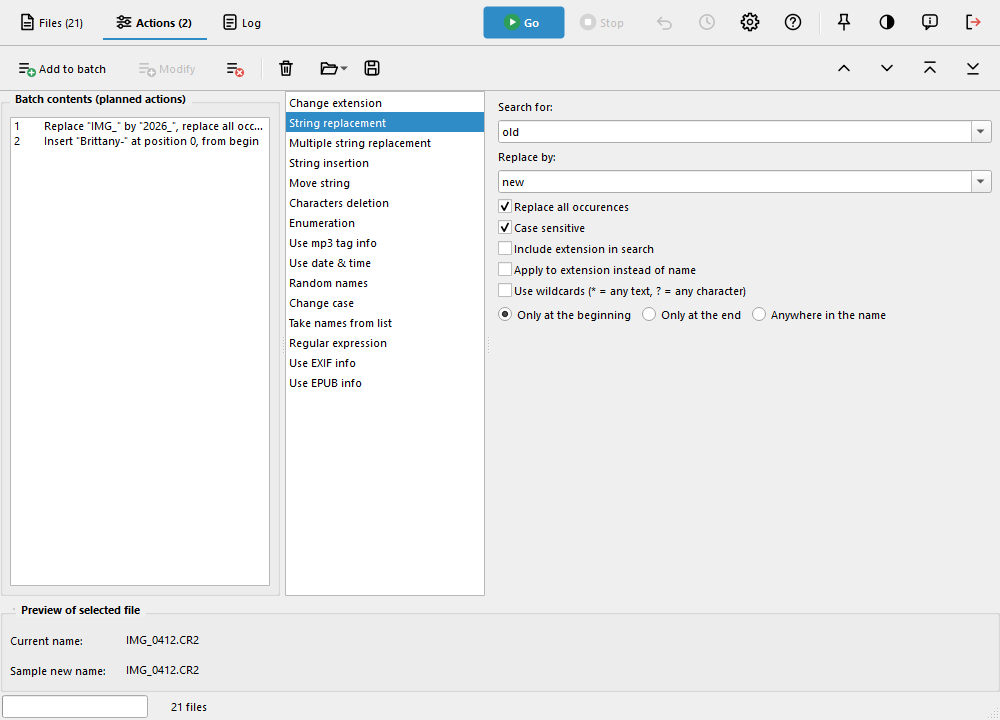 Files (21)
Actions (2)
Log
Go
Stop
Add to batch
Modify
Batch contents (planned actions)
1 Replace "IMG_" by "2026_", replace all occ...
2 Insert "Brittany-" at position 0, from begin
Change extension
String replacement
Multiple string replacement
String insertion
Move string
Characters deletion
Enumeration
Use mp3 tag info
Use date & time
Random names
Change case
Take names from list
Regular expression
Use EXIF info
Use EPUB info
Search for:
old
Replace by:
new
Replace all occurences
Case sensitive
Include extension in search
Apply to extension instead of name
Use wildcards (* = any text, ? = any character)
Only at the beginning
Only at the end
Anywhere in the name
Preview of selected file
Current name: IMG_0412.CR2
Sample new name: IMG_0412.CR2
21 files